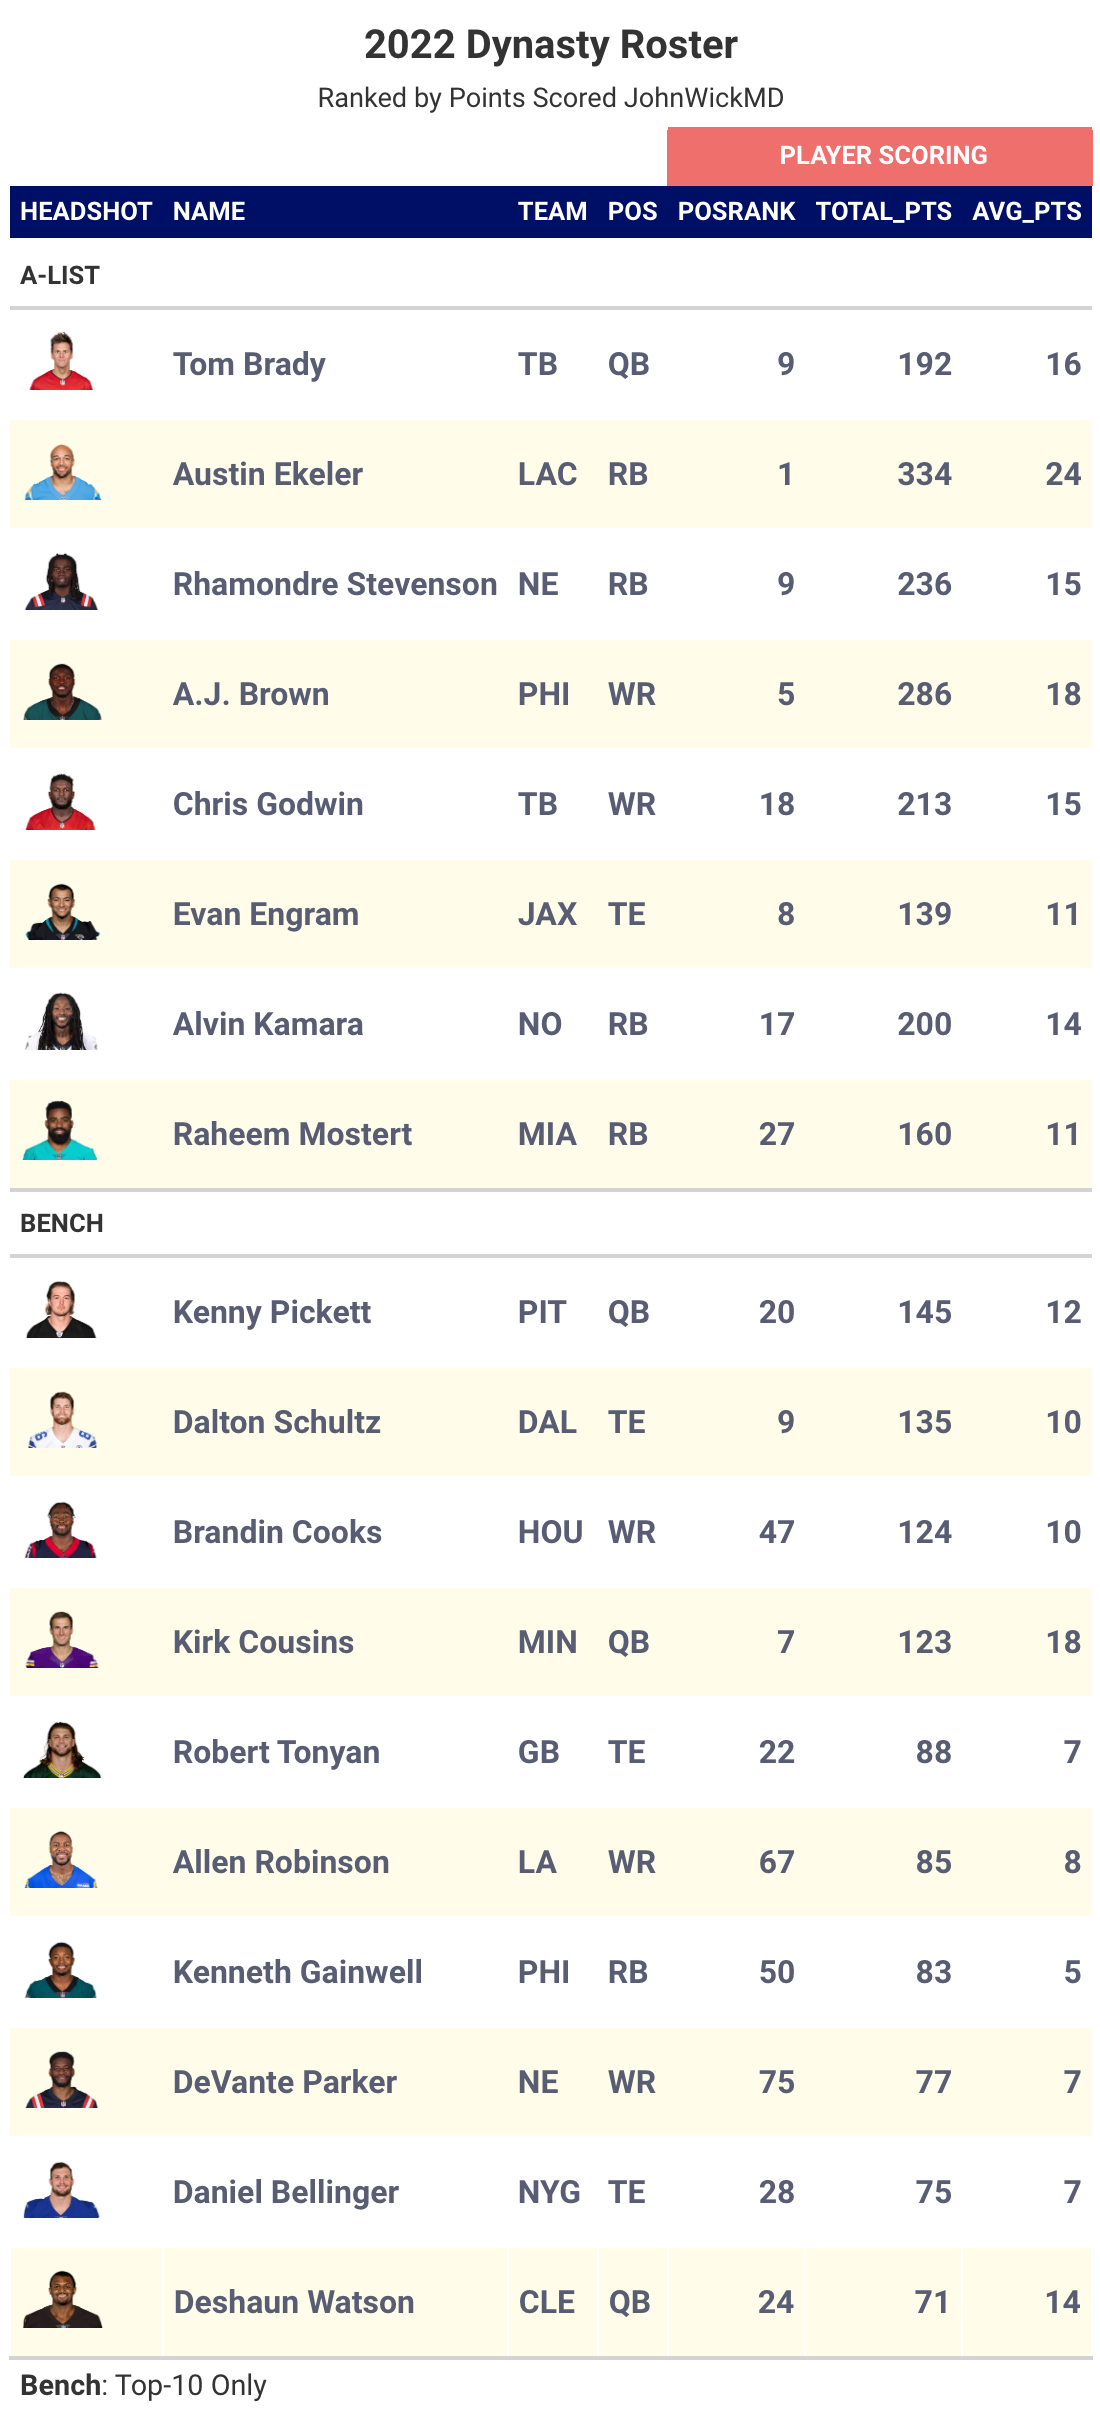 2022 Dynasty Roster
Ranked by Points Scored JohnWickMD
PLAYER SCORING
HEADSHOT NAME TEAM POS POSRANK TOTAL_PTS AVG_PTS
A-LIST
Tom Brady TB QB 9 192 16
Austin Ekeler LAC RB 1 334 24
Rhamondre Stevenson NE RB 9 236 15
A.J. Brown PHI WR 5 286 18
Chris Godwin TB WR 18 213 15
Evan Engram JAX TE 8 139 11
Alvin Kamara NO RB 17 200 14
Raheem Mostert MIA RB 27 160 11
BENCH
Kenny Pickett PIT QB 20 145 12
Dalton Schultz DAL TE 9 135 10
Brandin Cooks HOU WR 47 124 10
Kirk Cousins MIN QB 7 123 18
Robert Tonyan GB TE 22 88 7
Allen Robinson LA WR 67 85 8
Kenneth Gainwell PHI RB 50 83 5
DeVante Parker NE WR 75 77 7
Daniel Bellinger NYG TE 28 75 7
Deshaun Watson CLE QB 24 71 14
Bench: Top-10 Only